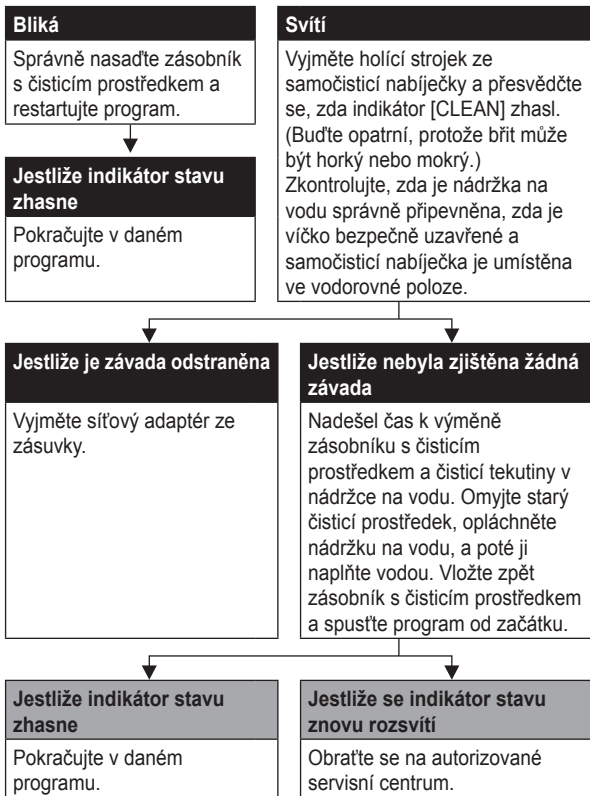 Bliká
Správně nasaďte zásobník
s čisticím prostředkem a
restartujte program.
Jestliže indikátor stavu
zhasne
Pokračujte v daném
programu.
Svítí
Vyjměte holící strojek ze
samočisticí nabíječky a přesvědčte
se, zda indikátor [CLEAN] zhasl.
(Buďte opatrní, protože břit může
být horký nebo mokrý.)
Zkontrolujte, zda je nádržka na
vodu správně připevněna, zda je
víčko bezpečně uzavřené a
samočisticí nabíječka je umístěna
ve vodorovné poloze.
Jestliže je závada odstraněna
Vyjměte síťový adaptér ze
zásuvky.
Jestliže nebyla zjištěna žádná
závada
Nadešel čas k výměně
zásobníku s čisticím
prostředkem a čisticí tekutiny v
nádržce na vodu. Omyjte starý
čisticí prostředek, opláchněte
nádržku na vodu, a poté ji
naplňte vodou. Vložte zpět
zásobník s čisticím prostředkem
a spusťte program od začátku.
Jestliže indikátor stavu
zhasne
Pokračujte v daném
programu.
Jestliže se indikátor stavu
znovu rozsvítí
Obraťte se na autorizované
servisní centrum.